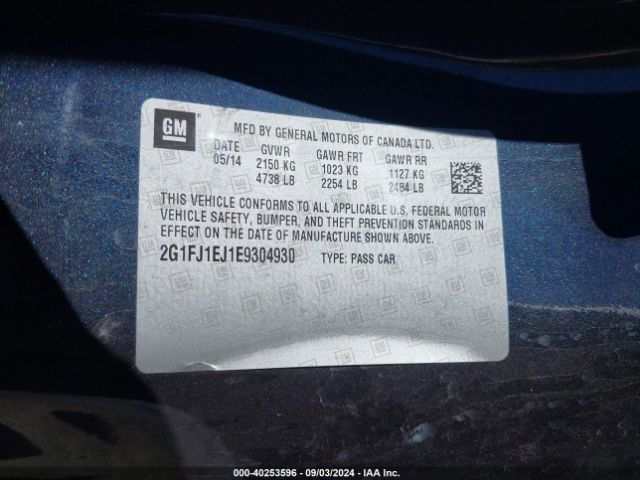 GM
MFD BY GENERAL MOTORS OF CANADA LTD.
DATE GVWR GAWR FRT GAWR RR
05/14 2150 KG 1023 KG 1127 KG
4738 LB 2254 LB 2484 LB
THIS VEHICLE CONFORMS TO ALL APPLICABLE U.S. FEDERAL MOTOR
VEHICLE SAFETY, BUMPER, AND THEFT PREVENTION STANDARDS IN
EFFECT ON THE DATE OF MANUFACTURE SHOWN ABOVE.
2G1FJ1EJ1E9304930 TYPE: PASS CAR
000-40253596 - 09/03/2024 - IAA Inc.